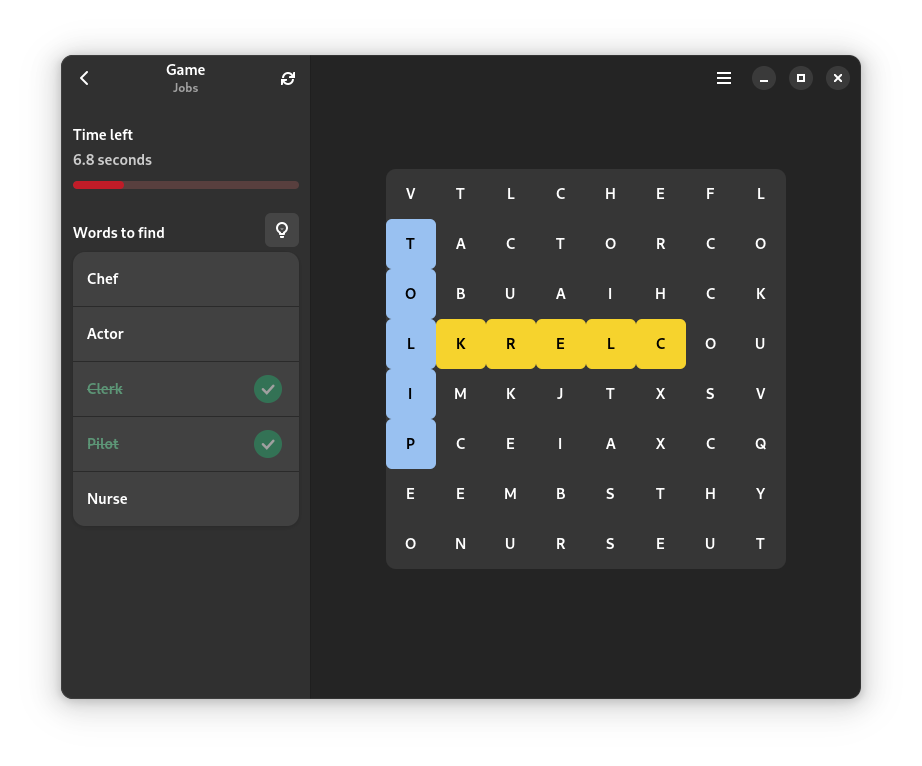 Game
Jobs
Time left
6.8 seconds
Words to find
Chef
Actor
Clerk
Pilot
Nurse
V T L C H E F L
T A C T O R C O
O B U A I H C K
L K R E L C O U
I M K J T X S V
P C E I A X C Q
E E M B S T H Y
O N U R S E U T